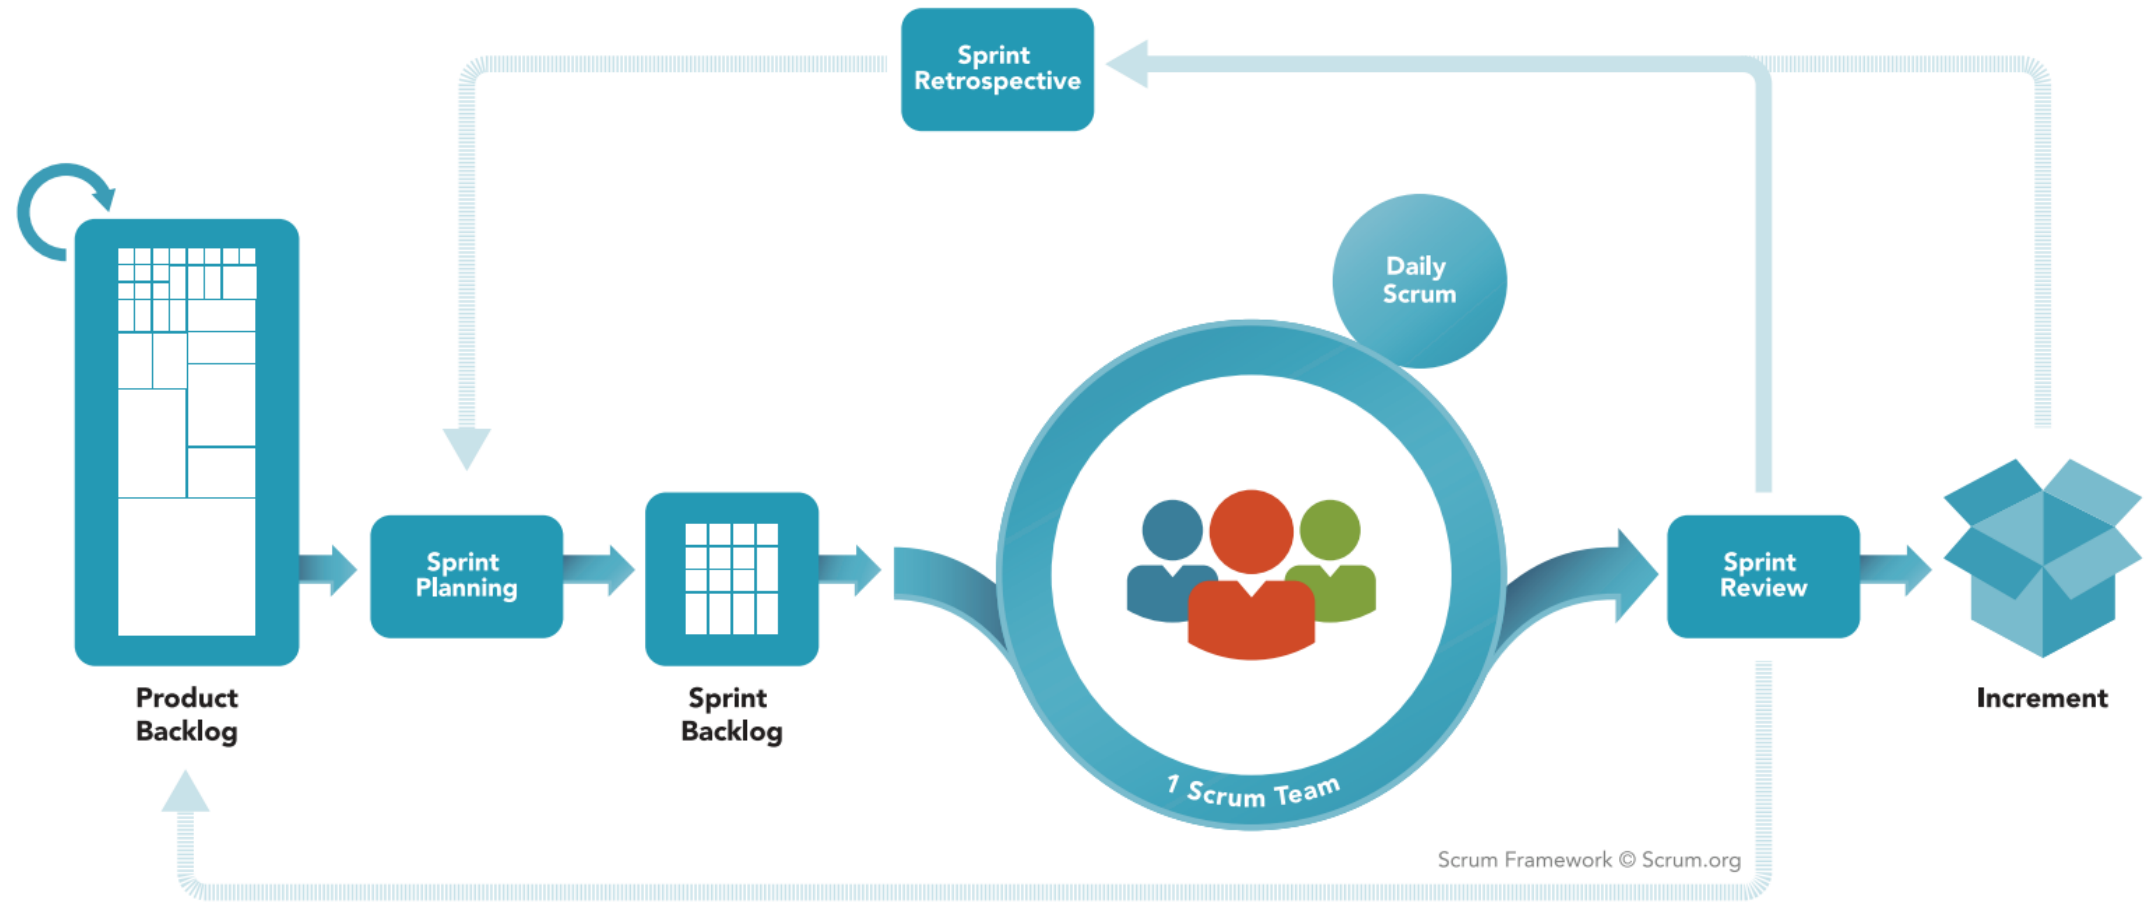 Sprint
Retrospective
Daily
Scrum
Sprint
Planning
Sprint
Review
Product
Backlog
Sprint
Backlog
Increment
1 Scrum Team
Scrum Framework © Scrum.org